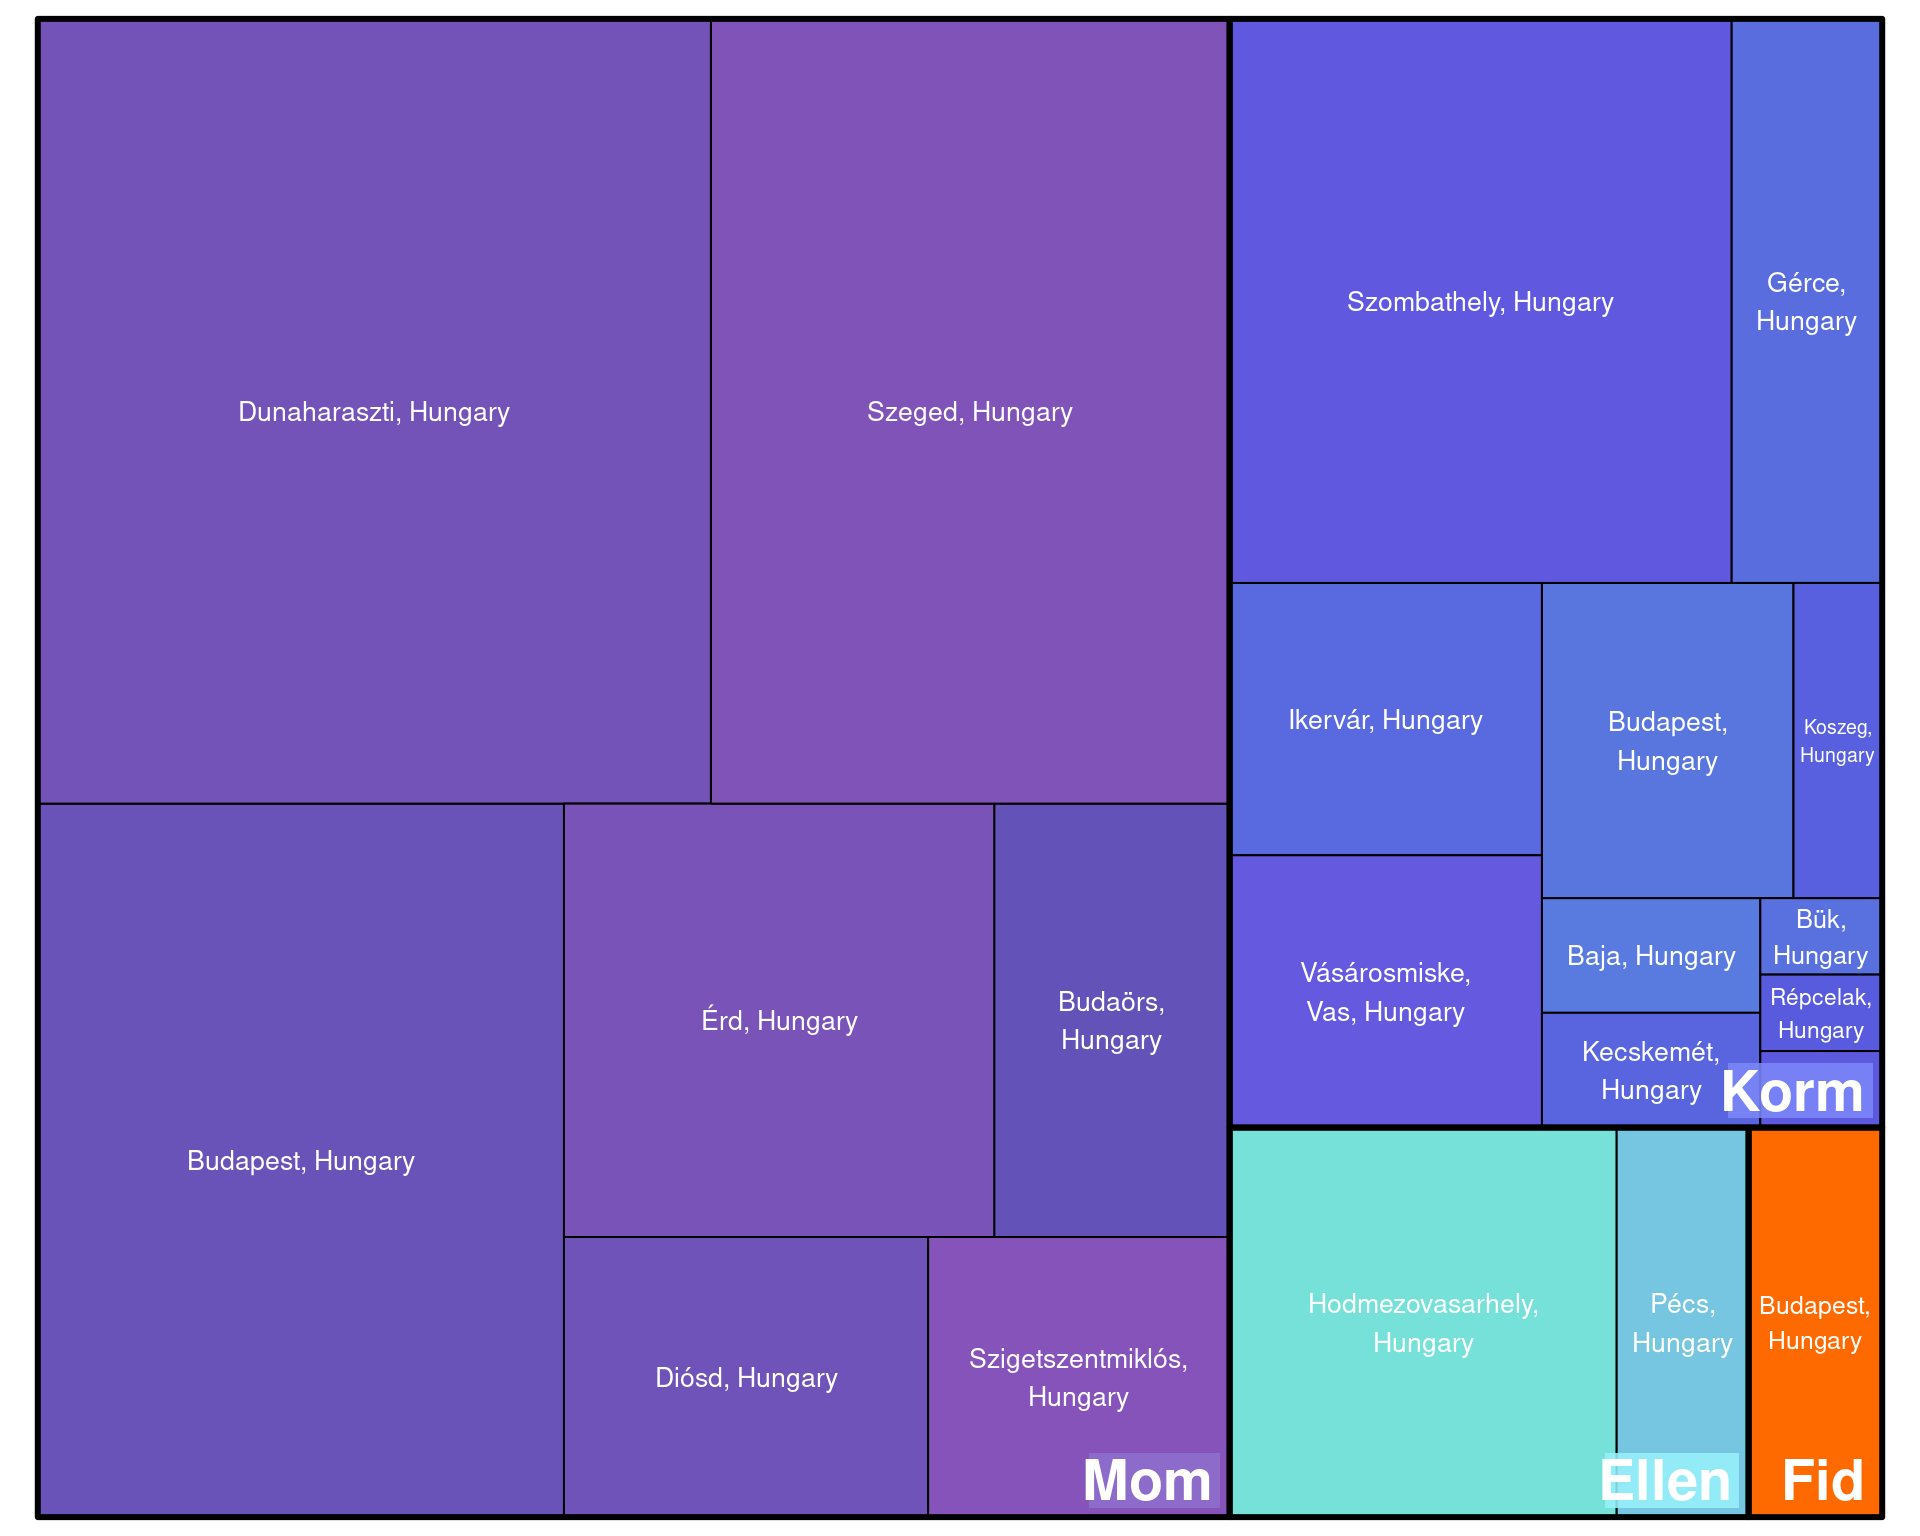 Dunaharaszti, Hungary
Szeged, Hungary
Budapest, Hungary
Érd, Hungary
Budaörs,
Hungary
Diósd, Hungary
Szigetszentmiklós,
Hungary
Mom
Szombathely, Hungary
Gérce,
Hungary
Ikervár, Hungary
Budapest,
Hungary
Koszeg,
Hungary
Vásárosmiske,
Vas, Hungary
Baja, Hungary
Bük,
Hungary
Répcelak,
Hungary
Kecskemét,
Hungary
Korm
Hodmezovasarhely,
Hungary
Pécs,
Hungary
Ellen
Budapest,
Hungary
Fid